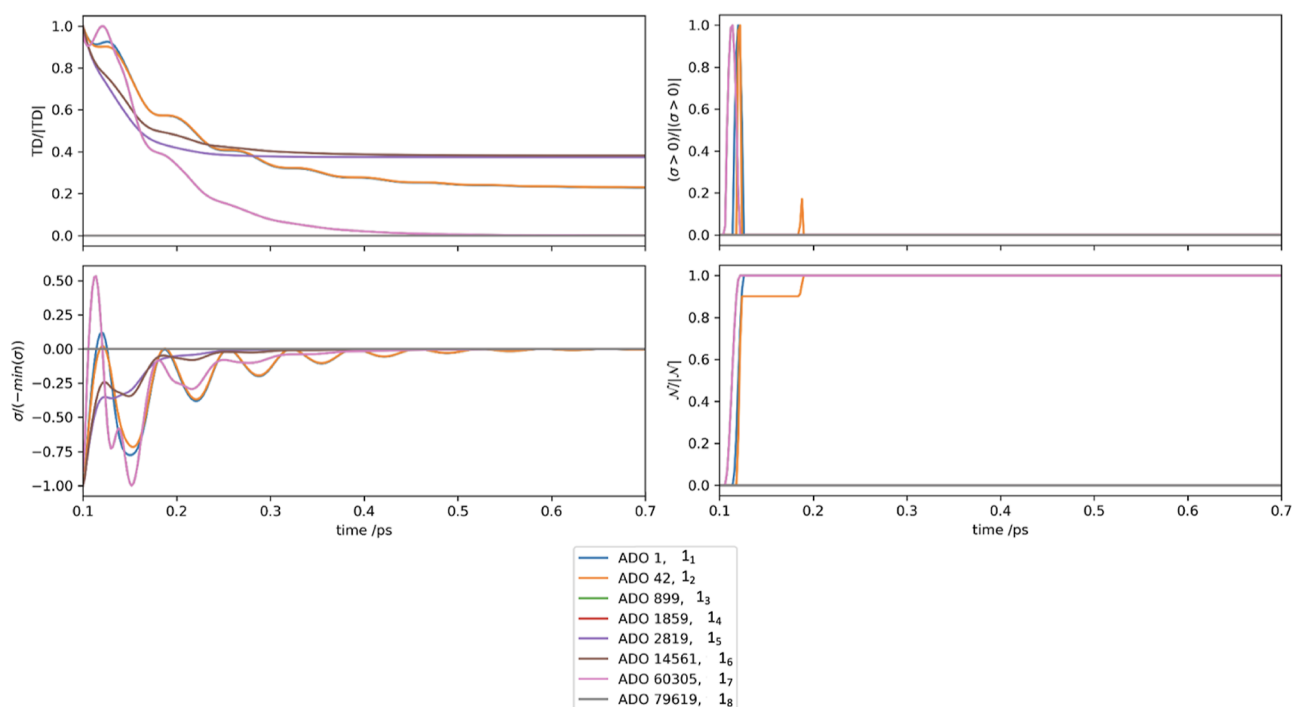 1.0
0.8
0.6
0.4
0.2
0.0
TD/|TD|
1.0
0.8
0.6
0.4
0.2
0.0
(σ > 0)/|(σ > 0)|
0.50
0.25
0.00
−0.25
−0.50
−0.75
−1.00
σ/(−min(σ))
0.1 0.2 0.3 0.4 0.5 0.6 0.7
time /ps
1.0
0.8
0.6
0.4
0.2
0.0
𝒩/|𝒩|
0.1 0.2 0.3 0.4 0.5 0.6 0.7
time /ps
ADO 1, 1₁
ADO 42, 1₂
ADO 899, 1₃
ADO 1859, 1₄
ADO 2819, 1₅
ADO 14561, 1₆
ADO 60305, 1₇
ADO 79619, 1₈